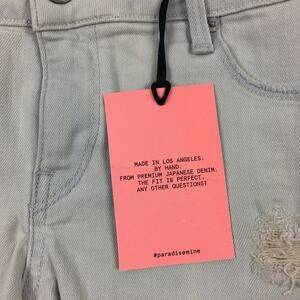 MADE IN LOS ANGELES.
BY HAND.
FROM PREMIUM JAPANESE DENIM.
THE FIT IS PERFECT.
ANY OTHER QUESTIONS?
#paradisemine